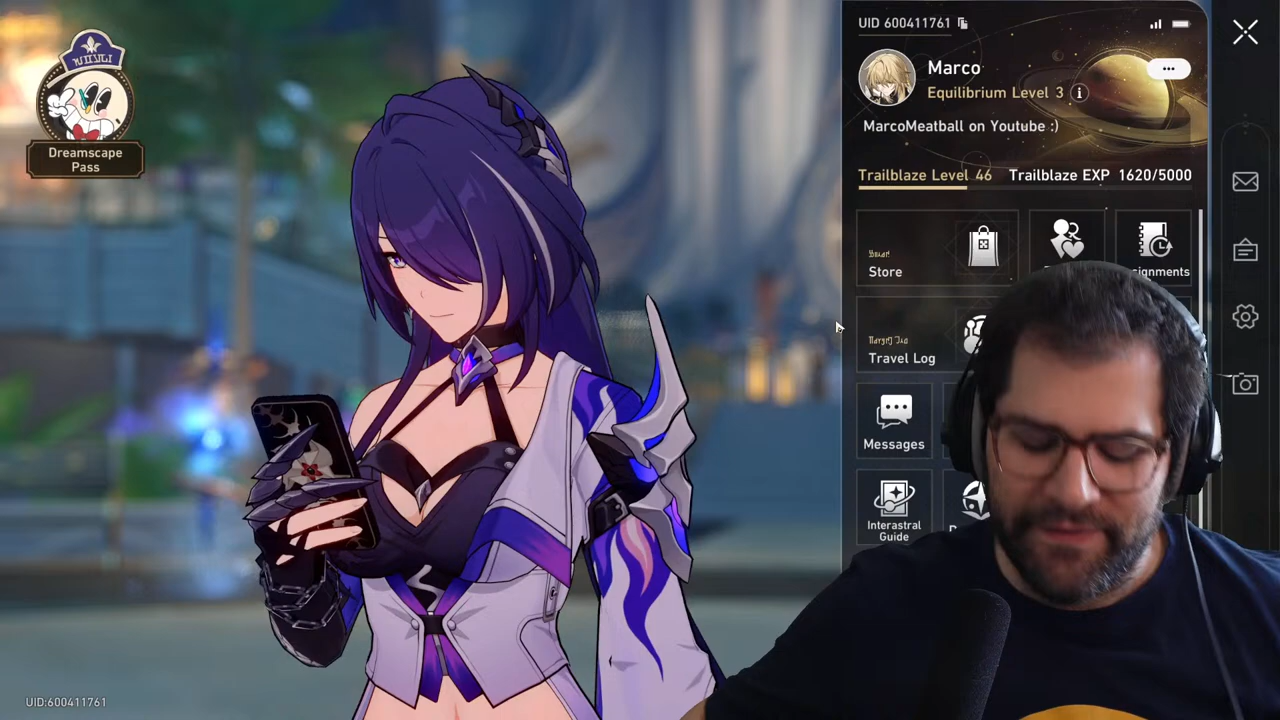 UID 600411761
Marco
Equilibrium Level 3
MarcoMeatball on Youtube :)
Trailblaze Level 46
Trailblaze EXP 1620/5000
Dreamscape
Pass
Store
ignments
Travel Log
Messages
Interastral
Guide
UID:600411761